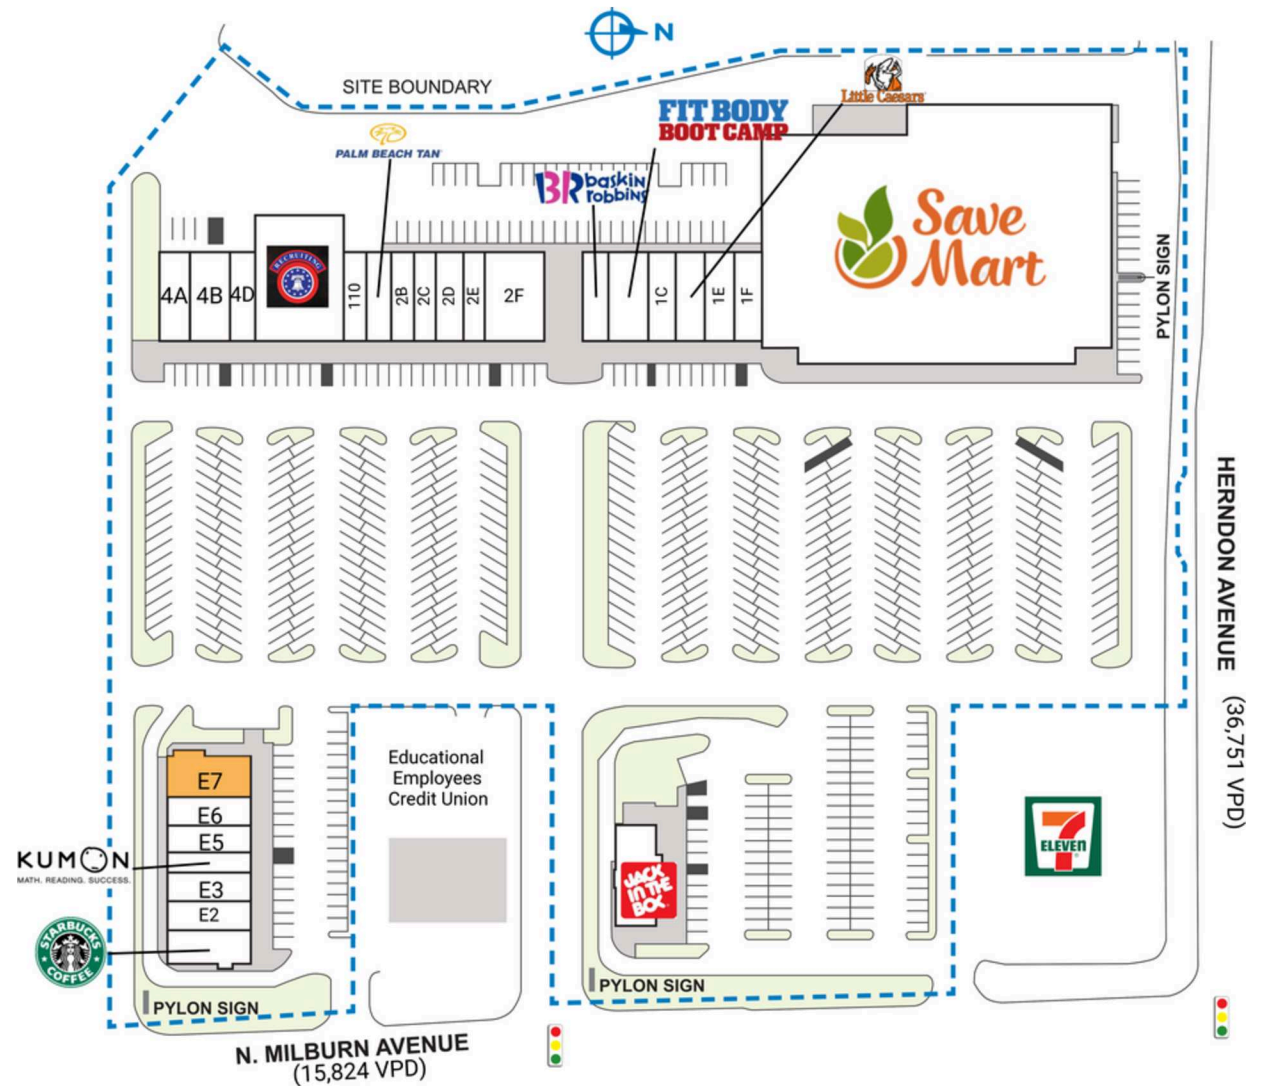 N
SITE BOUNDARY
Little Caesars
FIT BODY
BOOT CAMP
PALM BEACH TAN
BR baskin
robbins
Save
Mart
PYLON SIGN
RECRUITING
4A
4B
4D
110
2B
2C
2D
2E
2F
1C
1E
1F
HERNDON AVENUE
(36,751 VPD)
Educational
Employees
Credit Union
E7
E6
E5
E3
E2
KUMON
MATH. READING. SUCCESS.
STARBUCKS
COFFEE
JACK
IN THE
BOX
7
ELEVEN
PYLON SIGN
PYLON SIGN
N. MILBURN AVENUE
(15,824 VPD)